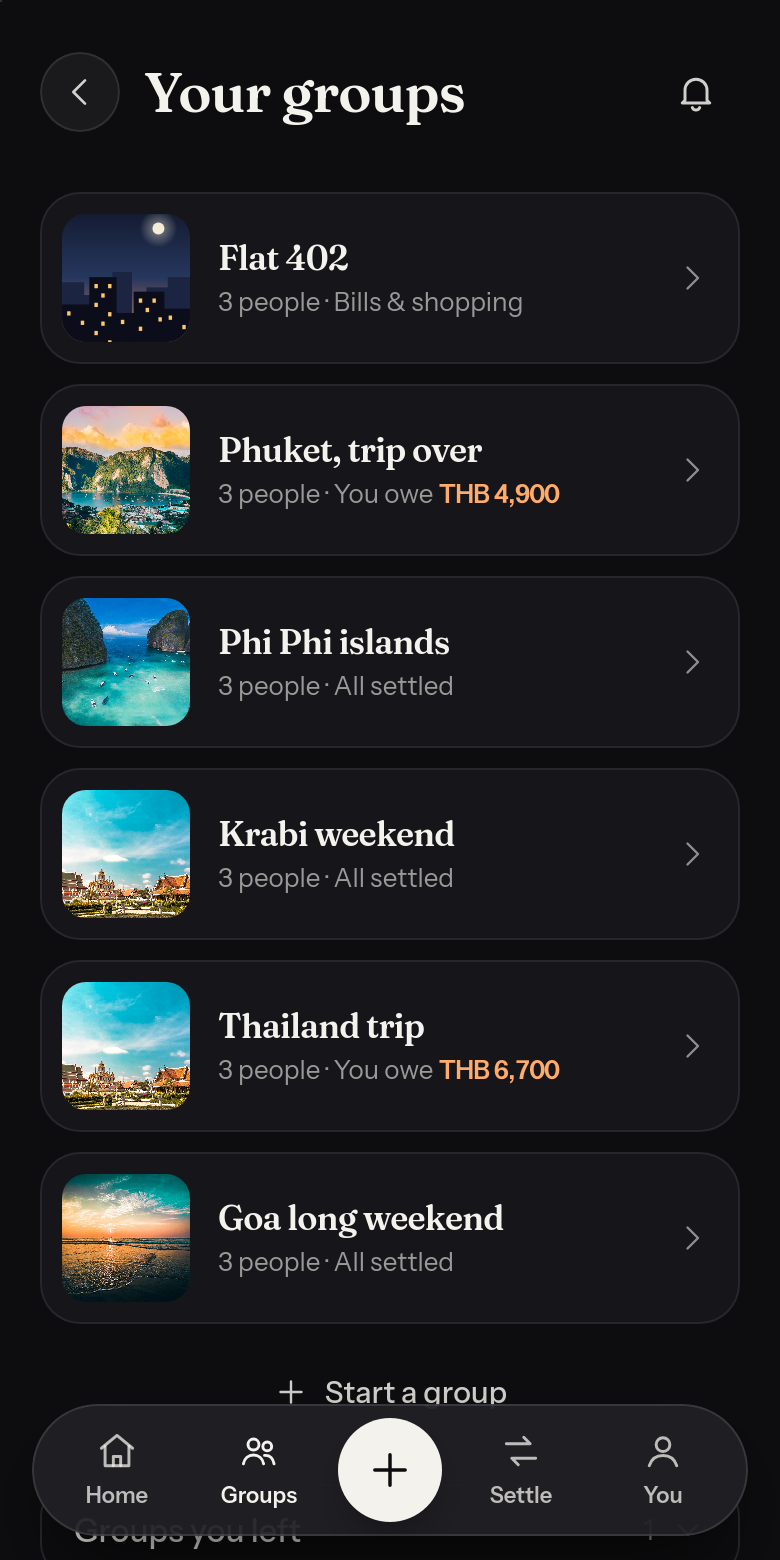 Your groups
Flat 402
3 people · Bills & shopping
Phuket, trip over
3 people · You owe THB 4,900
Phi Phi islands
3 people · All settled
Krabi weekend
3 people · All settled
Thailand trip
3 people · You owe THB 6,700
Goa long weekend
3 people · All settled
Start a group
Home
Groups
Settle
You
Groups you left
1